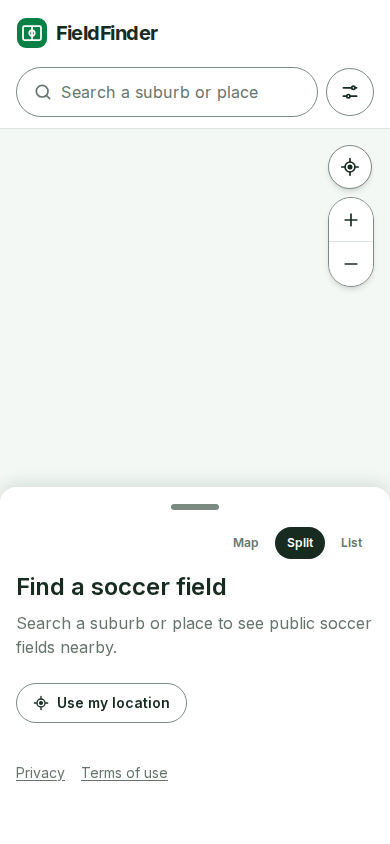 FieldFinder
Search a suburb or place
Map
Split
List
Find a soccer field
Search a suburb or place to see public soccer
fields nearby.
Use my location
Privacy
Terms of use